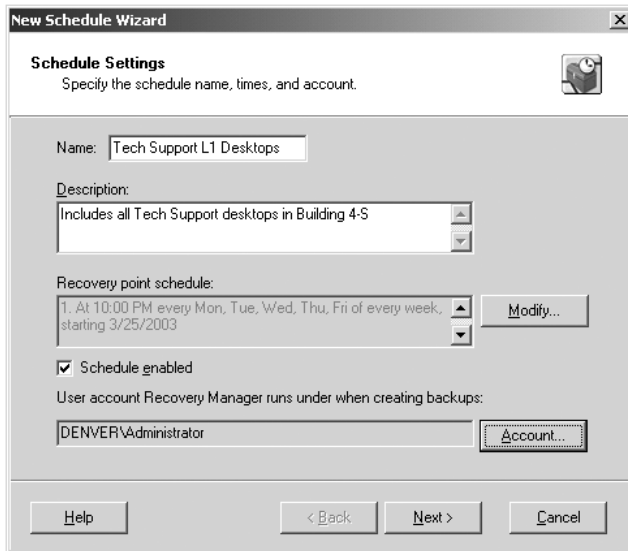 New Schedule Wizard
Schedule Settings
Specify the schedule name, times, and account.
Name: Tech Support L1 Desktops
Description:
Includes all Tech Support desktops in Building 4-S
Recovery point schedule:
1. At 10:00 PM every Mon, Tue, Wed, Thu, Fri of every week,
starting 3/25/2003
Modify...
Schedule enabled
User account Recovery Manager runs under when creating backups:
DENVER\Administrator
Account...
Help
< Back
Next >
Cancel